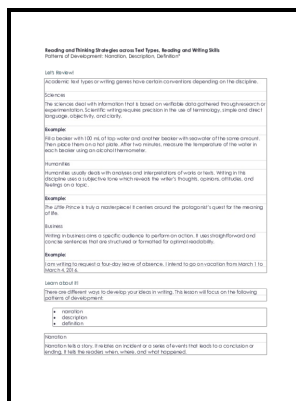 Reading and Thinking Strategies across Text Types, Reading and Writing Skills
Patterns of Development: Narration, Description, Definition*
Let's Review!
Academic text types or writing genres have certain conventions depending on the discipline.
Sciences
The sciences deal with information that is based on verifiable data gathered through research or
experimentation. Scientific writing requires precision in the use of terminology, simple and direct
language, objectivity, and clarity.
Example:
Fill a beaker with 100 mL of tap water and another beaker with seawater of the same amount.
Then place them on a hot plate. After two minutes, measure the temperature of the water in
each beaker using an alcohol thermometer.
Humanities
Humanities usually deals with analyses and interpretations of works or texts. Writing in this
discipline uses a subjective tone which reveals the writer's thoughts, opinions, attitudes, and
feelings on a topic.
Example:
The Little Prince is truly a masterpiece! It centers around the protagonist's quest for the meaning
of life.
Business
Writing in business aims a specific audience to perform an action. It uses straightforward and
concise sentences that are structured or formatted for optimal readability.
Example:
I am writing to request a four-day leave of absence. I intend to go on vacation from March 1 to
March 4, 2016.
Learn about It!
There are different ways to develop your ideas in writing. This lesson will focus on the following
patterns of development:
• narration
• description
• definition
Narration
Narration tells a story. It relates an incident or a series of events that leads to a conclusion or
ending. It tells the readers when, where, and what happened.